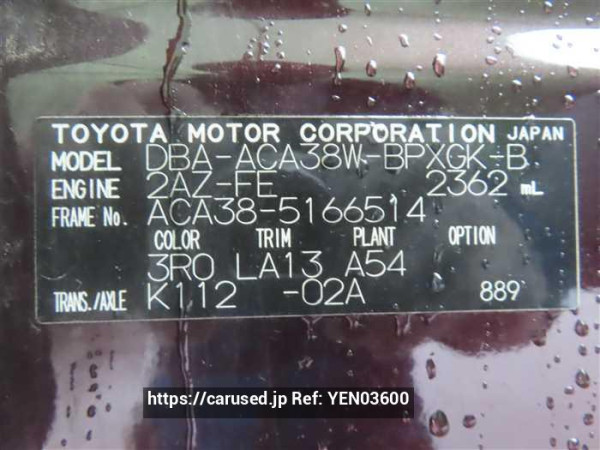 TOYOTA MOTOR CORPORATION JAPAN
MODEL DBA-ACA38W-BPXGK-B
ENGINE 2AZ-FE 2362 mL
FRAME No. ACA38-5166514
COLOR TRIM PLANT OPTION
3R0 LA13 A54
TRANS./AXLE K112 -02A 889
https://carused.jp Ref: YEN03600